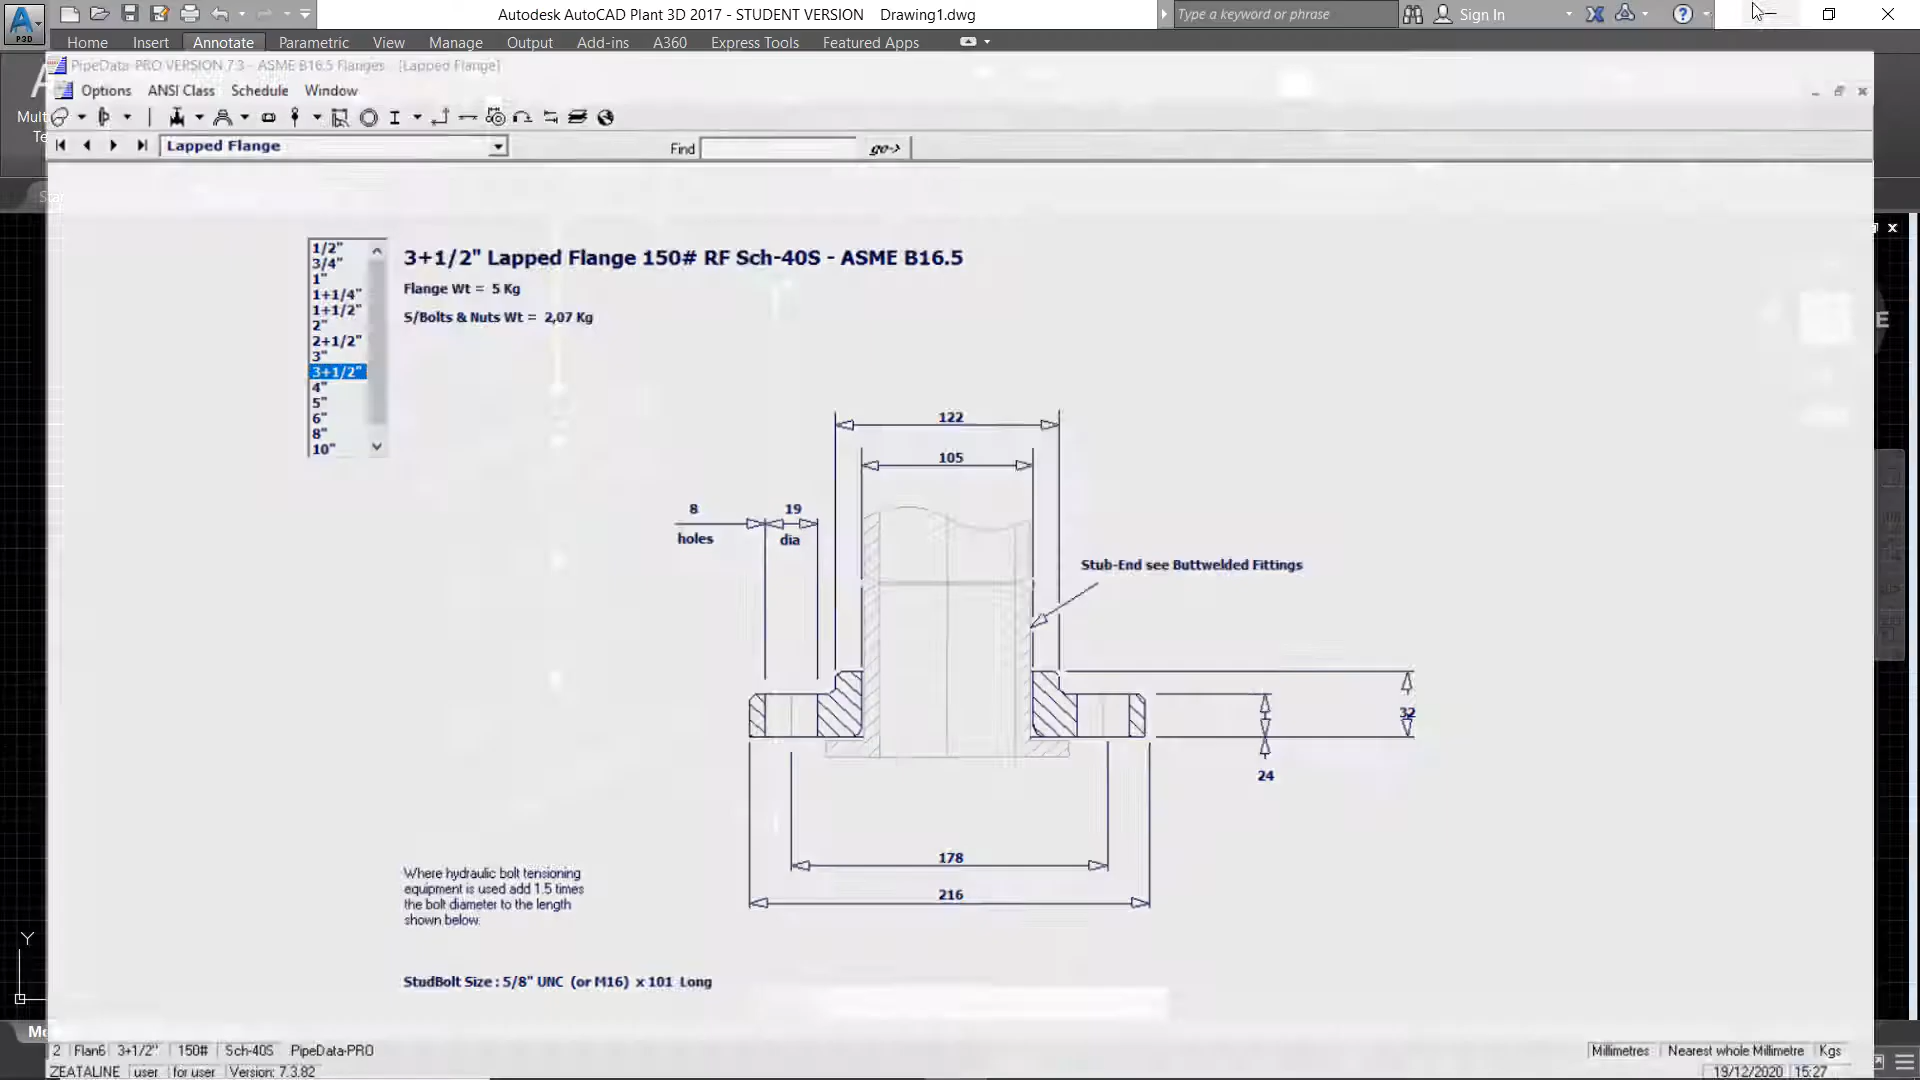 Autodesk AutoCAD Plant 3D 2017 - STUDENT VERSION Drawing1.dwg
Type a keyword or phrase
Sign In
P3D
Home Insert Annotate Parametric View Manage Output Add-ins A360 Express Tools Featured Apps
PipeData-PRO VERSION 7.3 - ASME B16.5 Flanges - [Lapped Flange]
Options ANSI Class Schedule Window
Lapped Flange
Find
go->
1/2"
3/4"
1"
1+1/4"
1+1/2"
2"
2+1/2"
3"
3+1/2"
4"
5"
6"
8"
10"
3+1/2" Lapped Flange 150# RF Sch-40S - ASME B16.5
Flange Wt = 5 Kg
S/Bolts & Nuts Wt = 2,07 Kg
122
105
8
holes
19
dia
Stub-End see Buttwelded Fittings
32
24
178
216
E
Y
Where hydraulic bolt tensioning
equipment is used add 1.5 times
the bolt diameter to the length
shown below.
StudBolt Size : 5/8" UNC (or M16) x 101 Long
2 Flan6 3+1/2" 150# Sch-40S PipeData-PRO
Millimetres Nearest whole Millimetre Kgs
ZEATALINE user for user Version: 7.3.82
19/12/2020 15:27